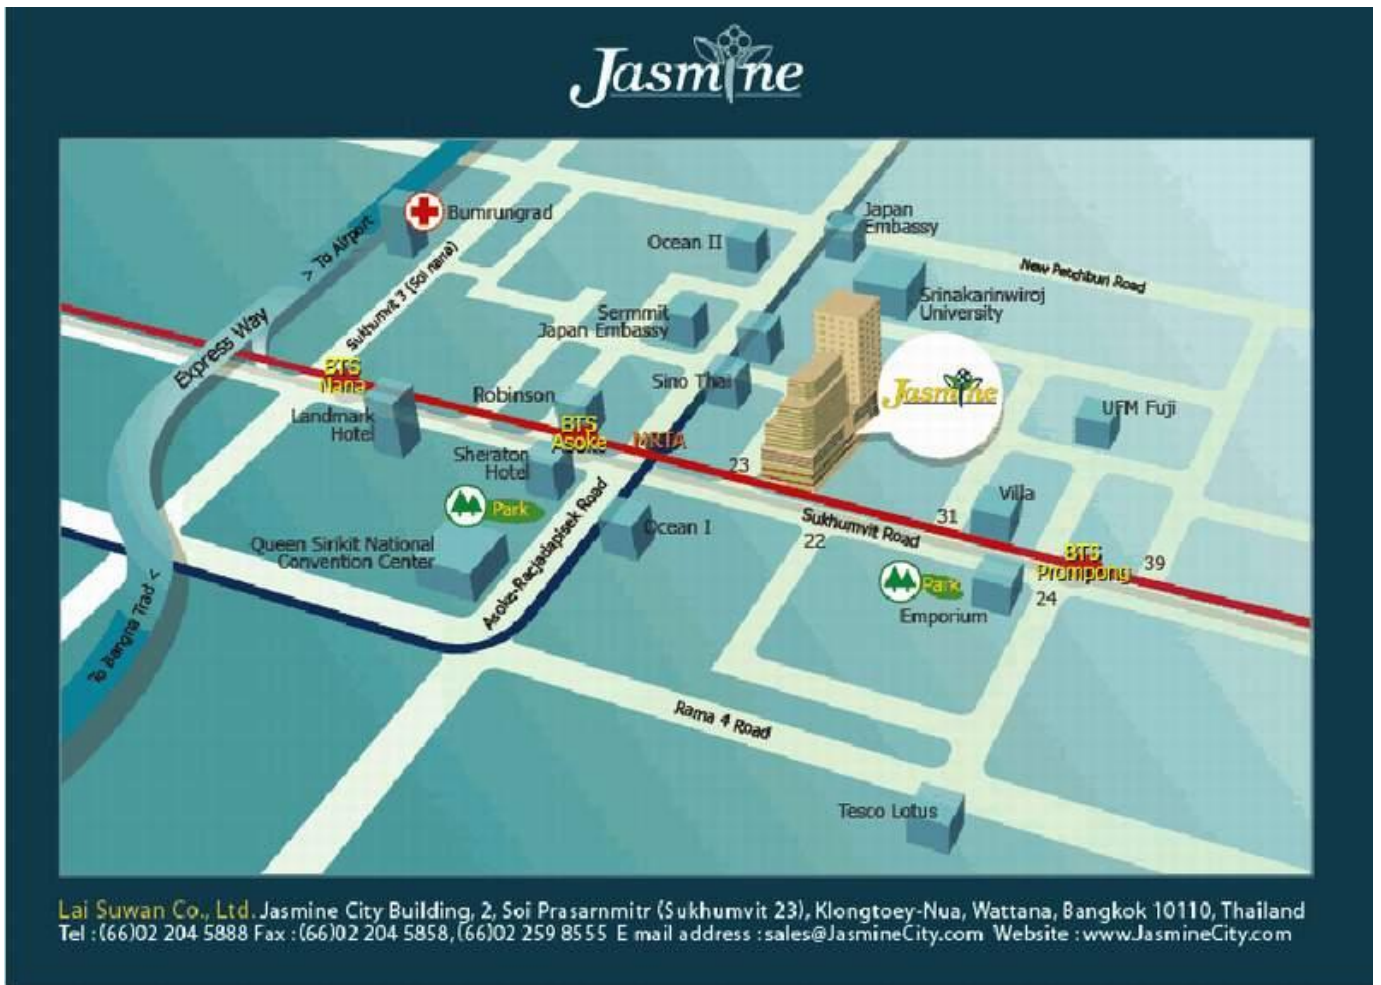 Jasmine
Bumrungrad
> To Airport
Sukhumvit 3 (Soi nana)
Express Way
Ocean II
Japan
Embassy
New Petchburi Road
Srinakarinwiroj
University
Sermmit
Japan Embassy
BTS
Nana
Landmark
Hotel
Robinson
Sino Thai
Jasmine
UFM Fuji
BTS
Asoke
MRTA
Sheraton
Hotel
23
Park
Asoke-Racjadapisek Road
Ocean I
Villa
31
Sukhumvit Road
22
Queen Sirikit National
Convention Center
BTS
Prompong
39
Park
24
Emporium
To Bangna Trad <
Rama 4 Road
Tesco Lotus
Lai Suwan Co., Ltd. Jasmine City Building, 2, Soi Prasarnmitr (Sukhumvit 23), Klongtoey-Nua, Wattana, Bangkok 10110, Thailand
Tel : (66)02 204 5888 Fax : (66)02 204 5858, (66)02 259 8555 E mail address : sales@JasmineCity.com Website : www.JasmineCity.com